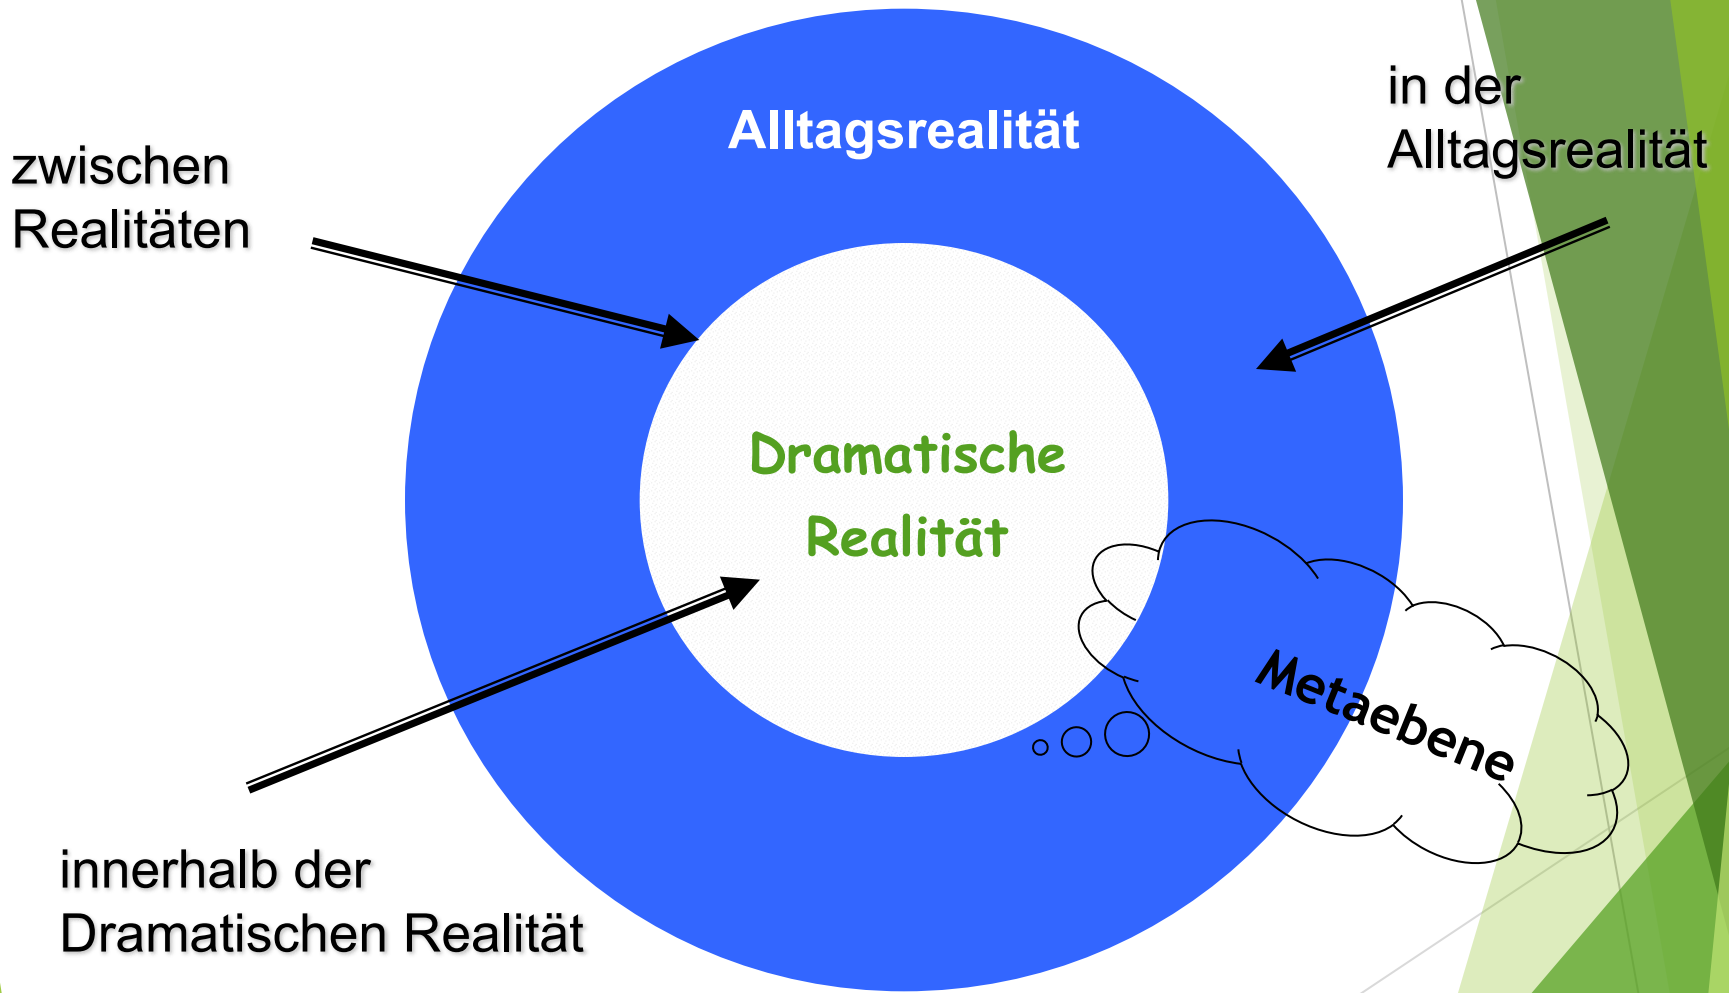 Alltagsrealität
in der
Alltagsrealität
zwischen
Realitäten
Dramatische
Realität
Metaebene
innerhalb der
Dramatischen Realität